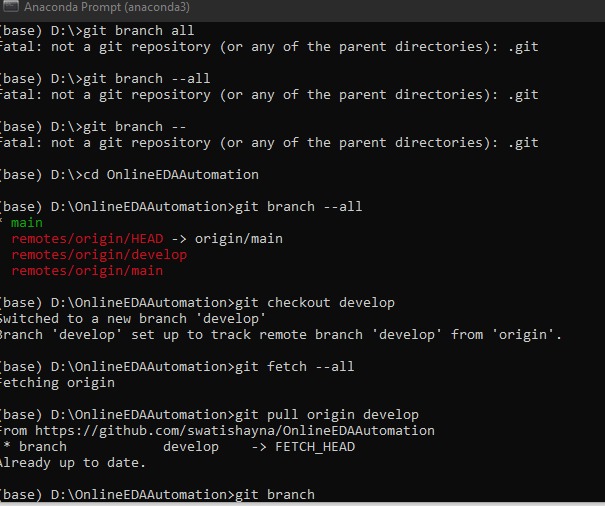 Anaconda Prompt (anaconda3)
(base) D:\>git branch all
fatal: not a git repository (or any of the parent directories): .git
(base) D:\>git branch --all
fatal: not a git repository (or any of the parent directories): .git
(base) D:\>git branch --
fatal: not a git repository (or any of the parent directories): .git
(base) D:\>cd OnlineEDAAutomation
(base) D:\OnlineEDAAutomation>git branch --all
* main
remotes/origin/HEAD -> origin/main
remotes/origin/develop
remotes/origin/main
(base) D:\OnlineEDAAutomation>git checkout develop
Switched to a new branch 'develop'
Branch 'develop' set up to track remote branch 'develop' from 'origin'.
(base) D:\OnlineEDAAutomation>git fetch --all
Fetching origin
(base) D:\OnlineEDAAutomation>git pull origin develop
From https://github.com/swatishayna/OnlineEDAAutomation
* branch            develop    -> FETCH_HEAD
Already up to date.
(base) D:\OnlineEDAAutomation>git branch